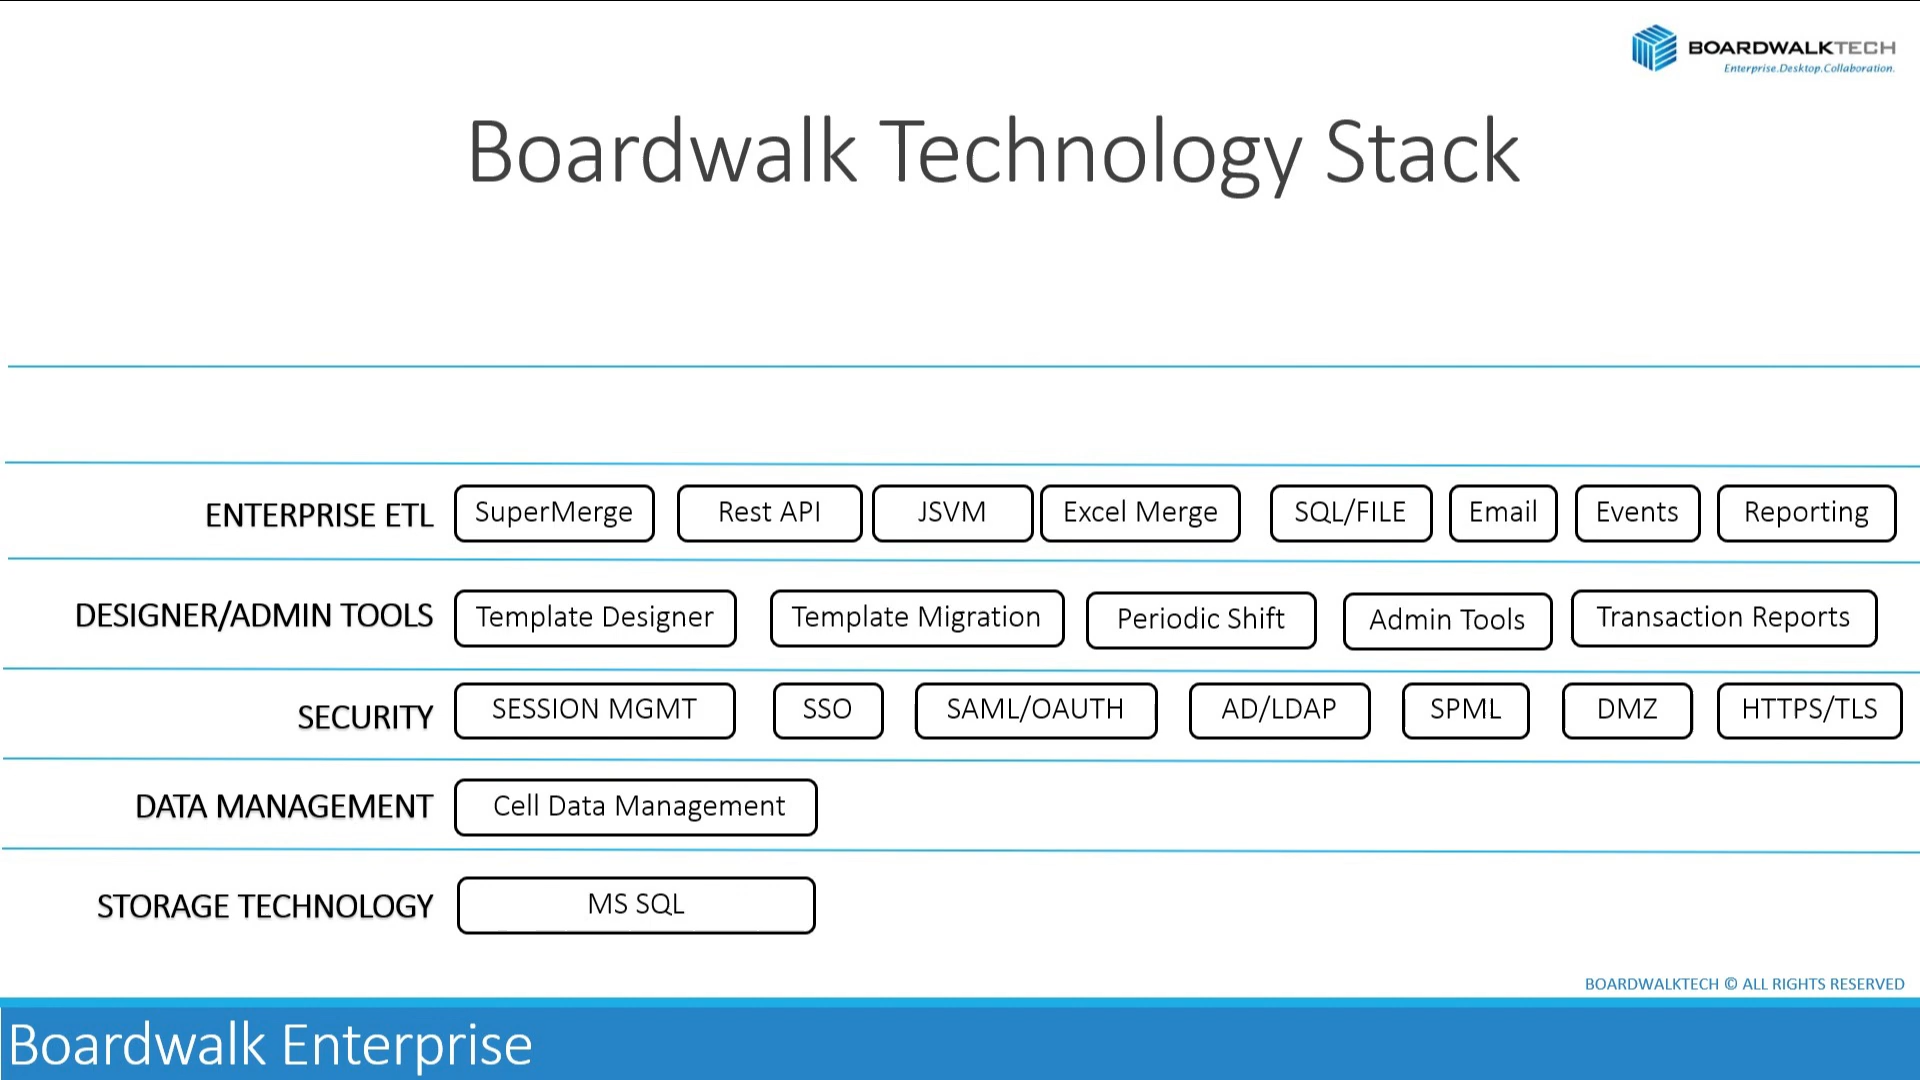 BOARDWALKTECH
Enterprise.Desktop.Collaboration.
Boardwalk Technology Stack
ENTERPRISE ETL SuperMerge Rest API JSVM Excel Merge SQL/FILE Email Events Reporting
DESIGNER/ADMIN TOOLS Template Designer Template Migration Periodic Shift Admin Tools Transaction Reports
SECURITY SESSION MGMT SSO SAML/OAUTH AD/LDAP SPML DMZ HTTPS/TLS
DATA MANAGEMENT Cell Data Management
STORAGE TECHNOLOGY MS SQL
BOARDWALKTECH © ALL RIGHTS RESERVED
Boardwalk Enterprise